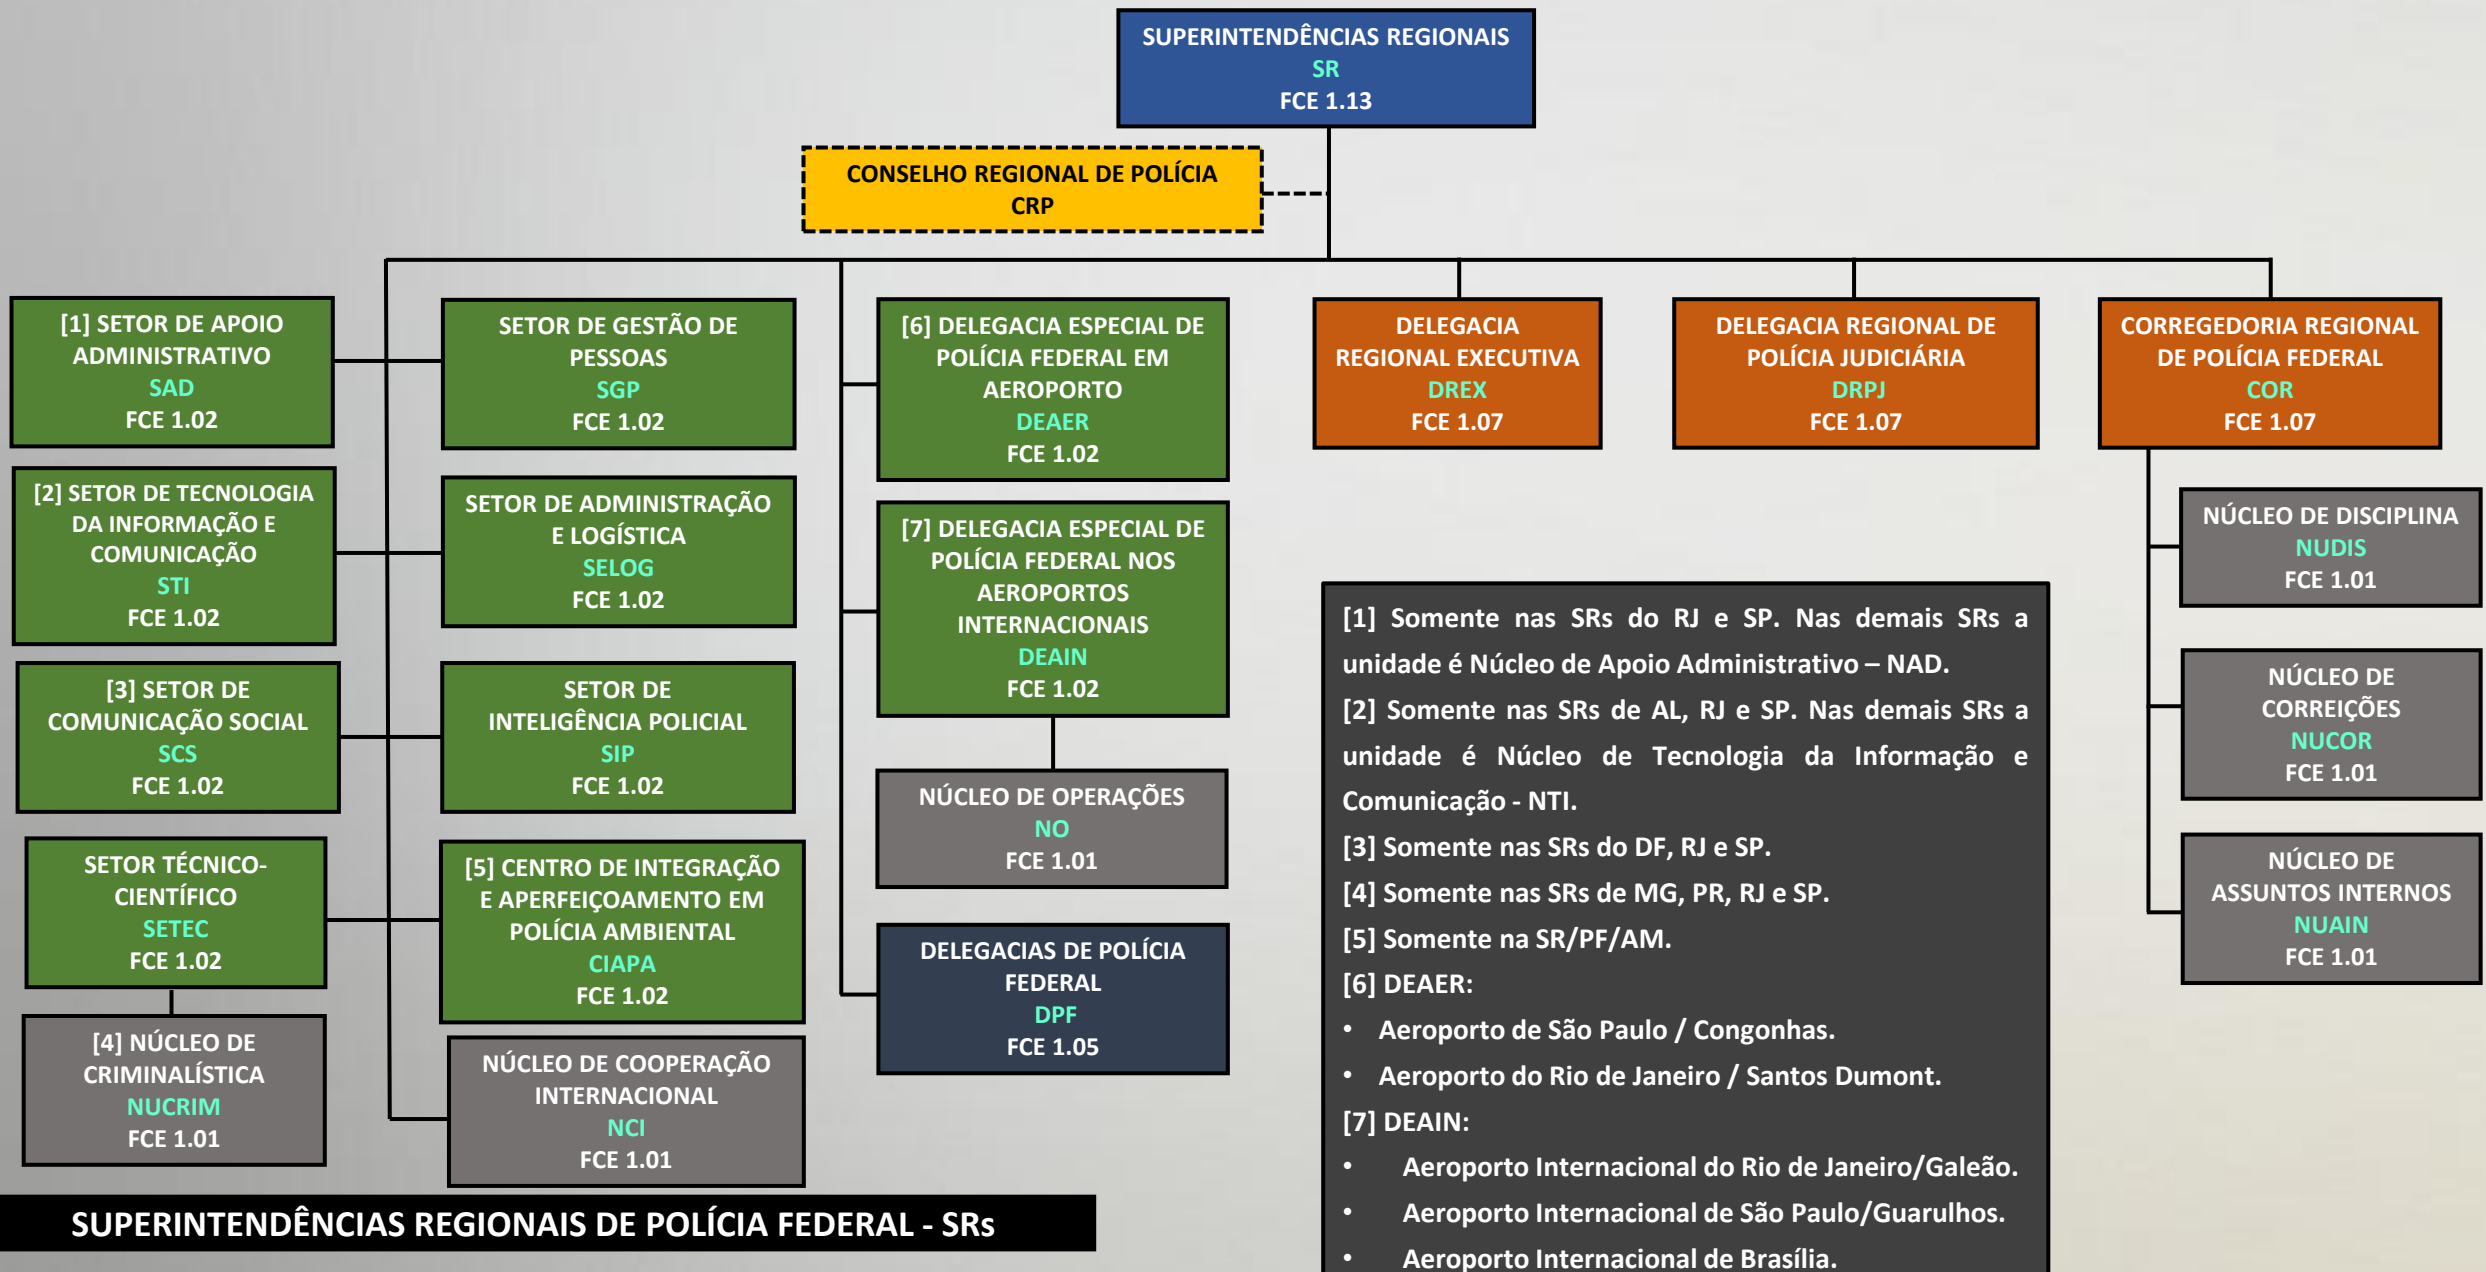 SUPERINTENDÊNCIAS REGIONAIS
SR
FCE 1.13
CONSELHO REGIONAL DE POLÍCIA
CRP
[1] SETOR DE APOIO
ADMINISTRATIVO
SAD
FCE 1.02
SETOR DE GESTÃO DE
PESSOAS
SGP
FCE 1.02
[6] DELEGACIA ESPECIAL DE
POLÍCIA FEDERAL EM
AEROPORTO
DEAER
FCE 1.02
DELEGACIA
REGIONAL EXECUTIVA
DREX
FCE 1.07
DELEGACIA REGIONAL DE
POLÍCIA JUDICIÁRIA
DRPJ
FCE 1.07
CORREGEDORIA REGIONAL
DE POLÍCIA FEDERAL
COR
FCE 1.07
[2] SETOR DE TECNOLOGIA
DA INFORMAÇÃO E
COMUNICAÇÃO
STI
FCE 1.02
SETOR DE ADMINISTRAÇÃO
E LOGÍSTICA
SELOG
FCE 1.02
[7] DELEGACIA ESPECIAL DE
POLÍCIA FEDERAL NOS
AEROPORTOS
INTERNACIONAIS
DEAIN
FCE 1.02
NÚCLEO DE DISCIPLINA
NUDIS
FCE 1.01
[3] SETOR DE
COMUNICAÇÃO SOCIAL
SCS
FCE 1.02
SETOR DE
INTELIGÊNCIA POLICIAL
SIP
FCE 1.02
NÚCLEO DE OPERAÇÕES
NO
FCE 1.01
NÚCLEO DE
CORREIÇÕES
NUCOR
FCE 1.01
SETOR TÉCNICO-
CIENTÍFICO
SETEC
FCE 1.02
[5] CENTRO DE INTEGRAÇÃO
E APERFEIÇOAMENTO EM
POLÍCIA AMBIENTAL
CIAPA
FCE 1.02
DELEGACIAS DE POLÍCIA
FEDERAL
DPF
FCE 1.05
NÚCLEO DE
ASSUNTOS INTERNOS
NUAIN
FCE 1.01
[4] NÚCLEO DE
CRIMINALÍSTICA
NUCRIM
FCE 1.01
NÚCLEO DE COOPERAÇÃO
INTERNACIONAL
NCI
FCE 1.01
[1] Somente nas SRs do RJ e SP. Nas demais SRs a
unidade é Núcleo de Apoio Administrativo – NAD.
[2] Somente nas SRs de AL, RJ e SP. Nas demais SRs a
unidade é Núcleo de Tecnologia da Informação e
Comunicação - NTI.
[3] Somente nas SRs do DF, RJ e SP.
[4] Somente nas SRs de MG, PR, RJ e SP.
[5] Somente na SR/PF/AM.
[6] DEAER:
• Aeroporto de São Paulo / Congonhas.
• Aeroporto do Rio de Janeiro / Santos Dumont.
[7] DEAIN:
• Aeroporto Internacional do Rio de Janeiro/Galeão.
• Aeroporto Internacional de São Paulo/Guarulhos.
• Aeroporto Internacional de Brasília.
SUPERINTENDÊNCIAS REGIONAIS DE POLÍCIA FEDERAL - SRs